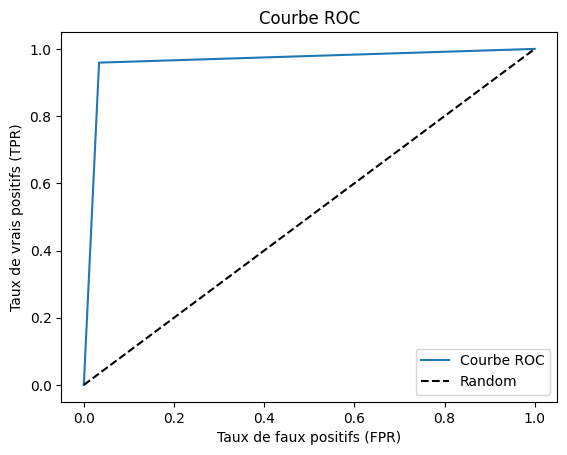 Courbe ROC
1.0
0.8
0.6
0.4
0.2
0.0
Taux de vrais positifs (TPR)
0.0 0.2 0.4 0.6 0.8 1.0
Taux de faux positifs (FPR)
Courbe ROC
Random